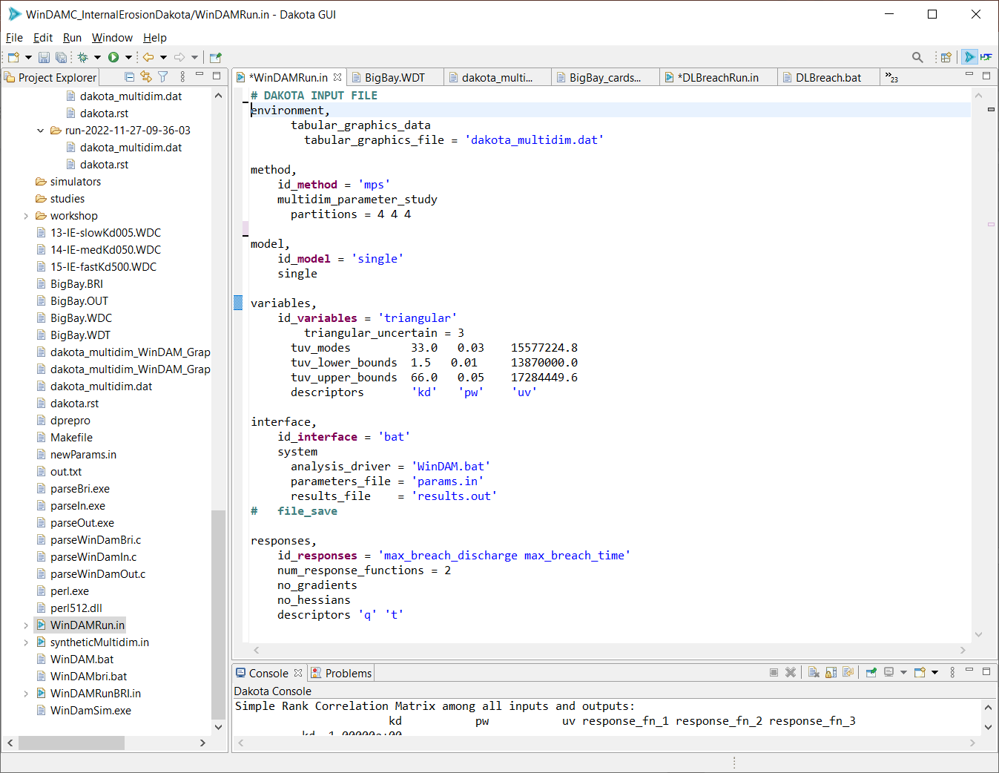 WinDAMC_InternalErosionDakota/WinDAMRun.in - Dakota GUI
File Edit Run Window Help
Project Explorer
dakota_multidim.dat
dakota.rst
run-2022-11-27-09-36-03
dakota_multidim.dat
dakota.rst
simulators
studies
workshop
13-IE-slowKd005.WDC
14-IE-medKd050.WDC
15-IE-fastKd500.WDC
BigBay.BRI
BigBay.OUT
BigBay.WDC
BigBay.WDT
dakota_multidim_WinDAM_Grap
dakota_multidim_WinDAM_Grap
dakota_multidim.dat
dakota.rst
dprepro
Makefile
newParams.in
out.txt
parseBri.exe
parseIn.exe
parseOut.exe
parseWinDamBri.c
parseWinDamIn.c
parseWinDamOut.c
perl.exe
perl512.dll
WinDAMRun.in
syntheticMultidim.in
WinDAM.bat
WinDAMbri.bat
WinDAMRunBRI.in
WinDamSim.exe
*WinDAMRun.in BigBay.WDT dakota_multi... BigBay_cards... *DLBreachRun.in DLBreach.bat »23
# DAKOTA INPUT FILE
environment,
tabular_graphics_data
tabular_graphics_file = 'dakota_multidim.dat'
method,
id_method = 'mps'
multidim_parameter_study
partitions = 4 4 4
model,
id_model = 'single'
single
variables,
id_variables = 'triangular'
triangular_uncertain = 3
tuv_modes 33.0 0.03 15577224.8
tuv_lower_bounds 1.5 0.01 13870000.0
tuv_upper_bounds 66.0 0.05 17284449.6
descriptors 'kd' 'pw' 'uv'
interface,
id_interface = 'bat'
system
analysis_driver = 'WinDAM.bat'
parameters_file = 'params.in'
results_file = 'results.out'
# file_save
responses,
id_responses = 'max_breach_discharge max_breach_time'
num_response_functions = 2
no_gradients
no_hessians
descriptors 'q' 't'
Console Problems
Dakota Console
Simple Rank Correlation Matrix among all inputs and outputs:
kd pw uv response_fn_1 response_fn_2 response_fn_3
kd 1.00000e+00